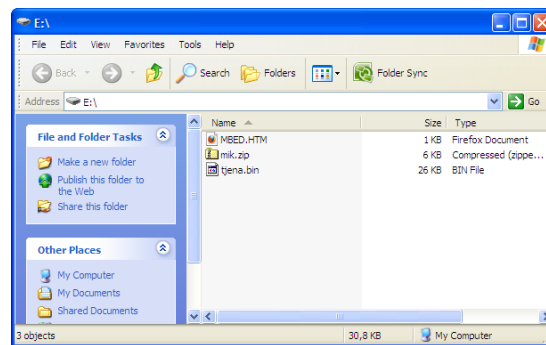 E:\
File Edit View Favorites Tools Help
Back Search Folders Folder Sync
Address E:\ Go
File and Folder Tasks
Make a new folder
Publish this folder to
the Web
Share this folder
Other Places
My Computer
My Documents
Shared Documents
Name Size Type
MBED.HTM 1 KB Firefox Document
mik.zip 6 KB Compressed (zippe...
tjena.bin 26 KB BIN File
3 objects 30,8 KB My Computer